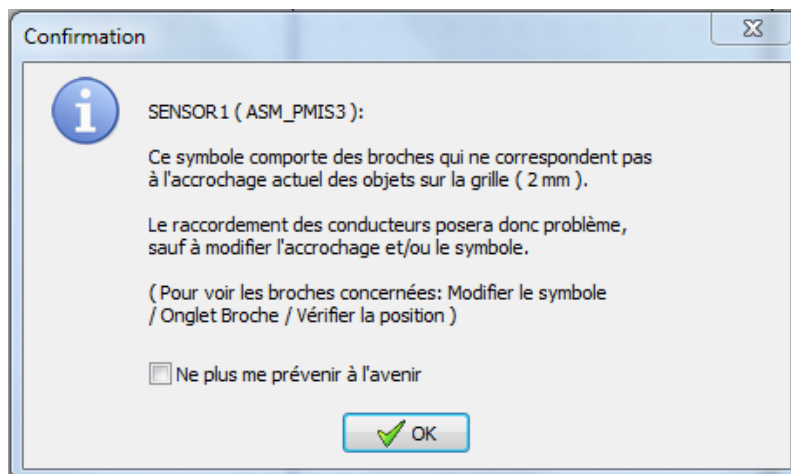 Confirmation
SENSOR1 ( ASM_PMIS3 ):
Ce symbole comporte des broches qui ne correspondent pas
à l'accrochage actuel des objets sur la grille ( 2 mm ).
Le raccordement des conducteurs posera donc problème,
sauf à modifier l'accrochage et/ou le symbole.
( Pour voir les broches concernées: Modifier le symbole
/ Onglet Broche / Vérifier la position )
Ne plus me prévenir à l'avenir
OK